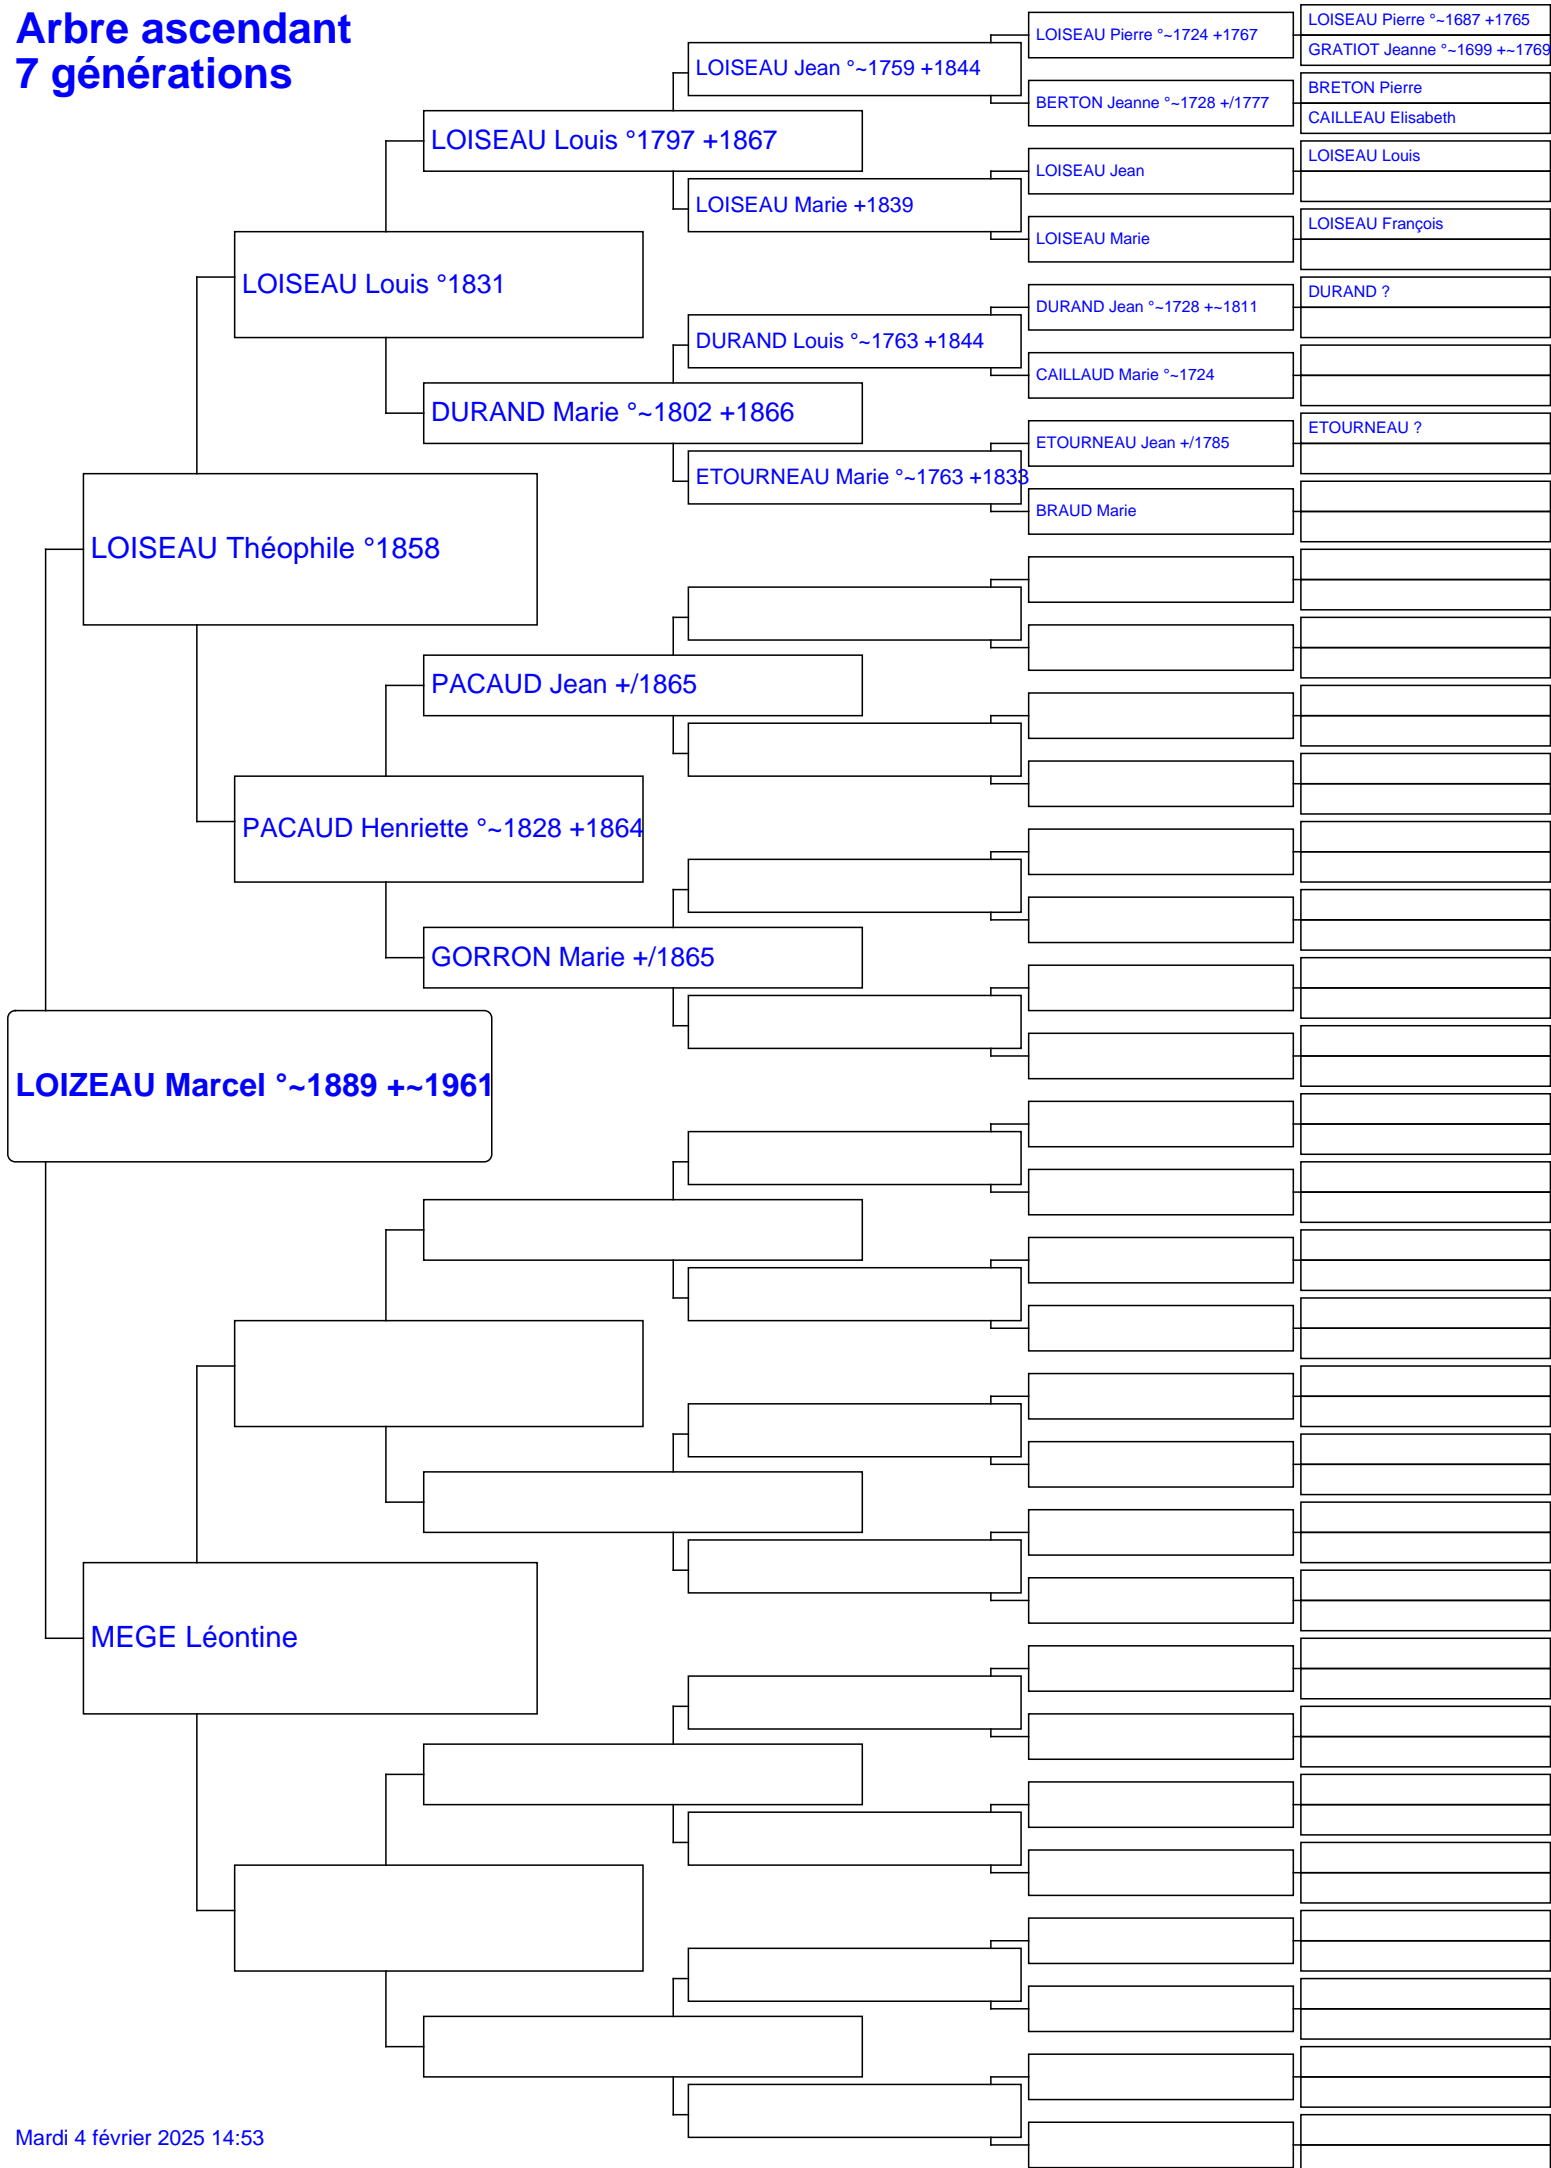 Arbre ascendant
7 générations
LOISEAU Pierre °~1687 +1765
LOISEAU Pierre °~1724 +1767
GRATIOT Jeanne °~1699 +~1769
LOISEAU Jean °~1759 +1844
BRETON Pierre
BERTON Jeanne °~1728 +/1777
CAILLEAU Elisabeth
LOISEAU Louis °1797 +1867
LOISEAU Louis
LOISEAU Jean
LOISEAU Marie +1839
LOISEAU François
LOISEAU Marie
LOISEAU Louis °1831
DURAND ?
DURAND Jean °~1728 +~1811
DURAND Louis °~1763 +1844
CAILLAUD Marie °~1724
DURAND Marie °~1802 +1866
ETOURNEAU ?
ETOURNEAU Jean +/1785
ETOURNEAU Marie °~1763 +1833
BRAUD Marie
LOISEAU Théophile °1858
PACAUD Jean +/1865
PACAUD Henriette °~1828 +1864
GORRON Marie +/1865
LOIZEAU Marcel °~1889 +~1961
MEGE Léontine
Mardi 4 février 2025 14:53